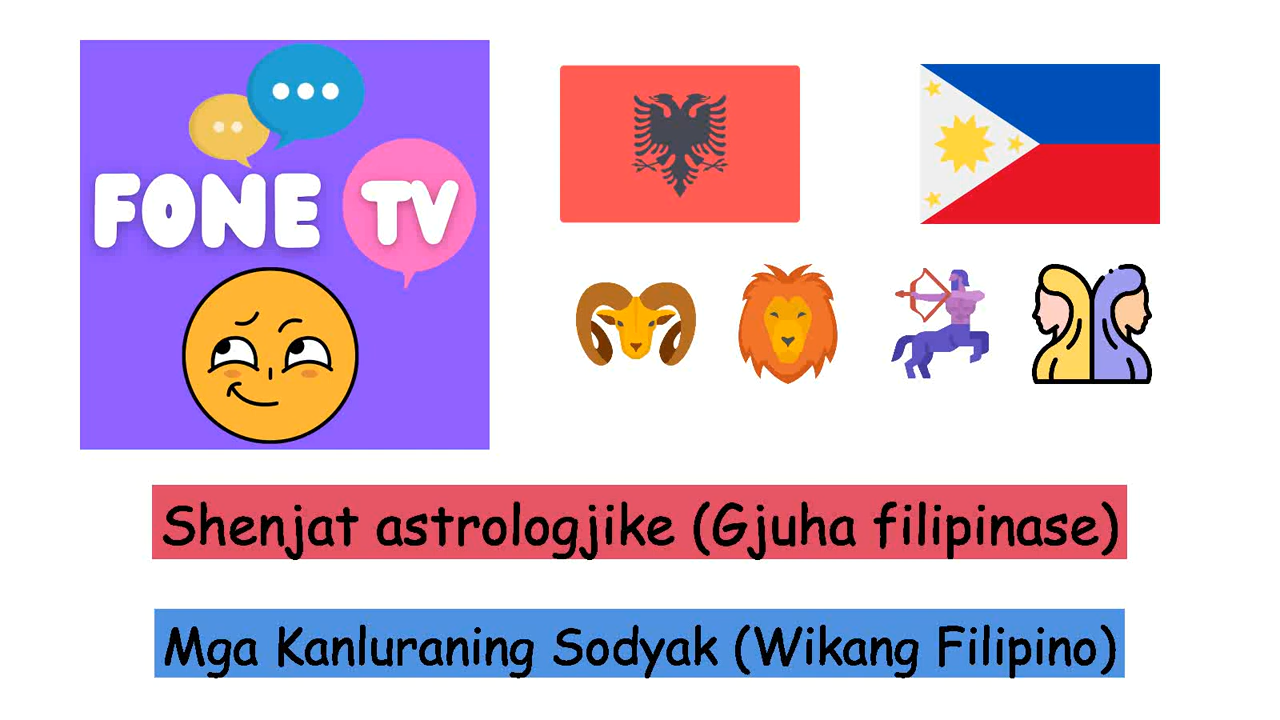 FONE TV
Shenjat astrologjike (Gjuha filipinase)
Mga Kanluraning Sodyak (Wikang Filipino)